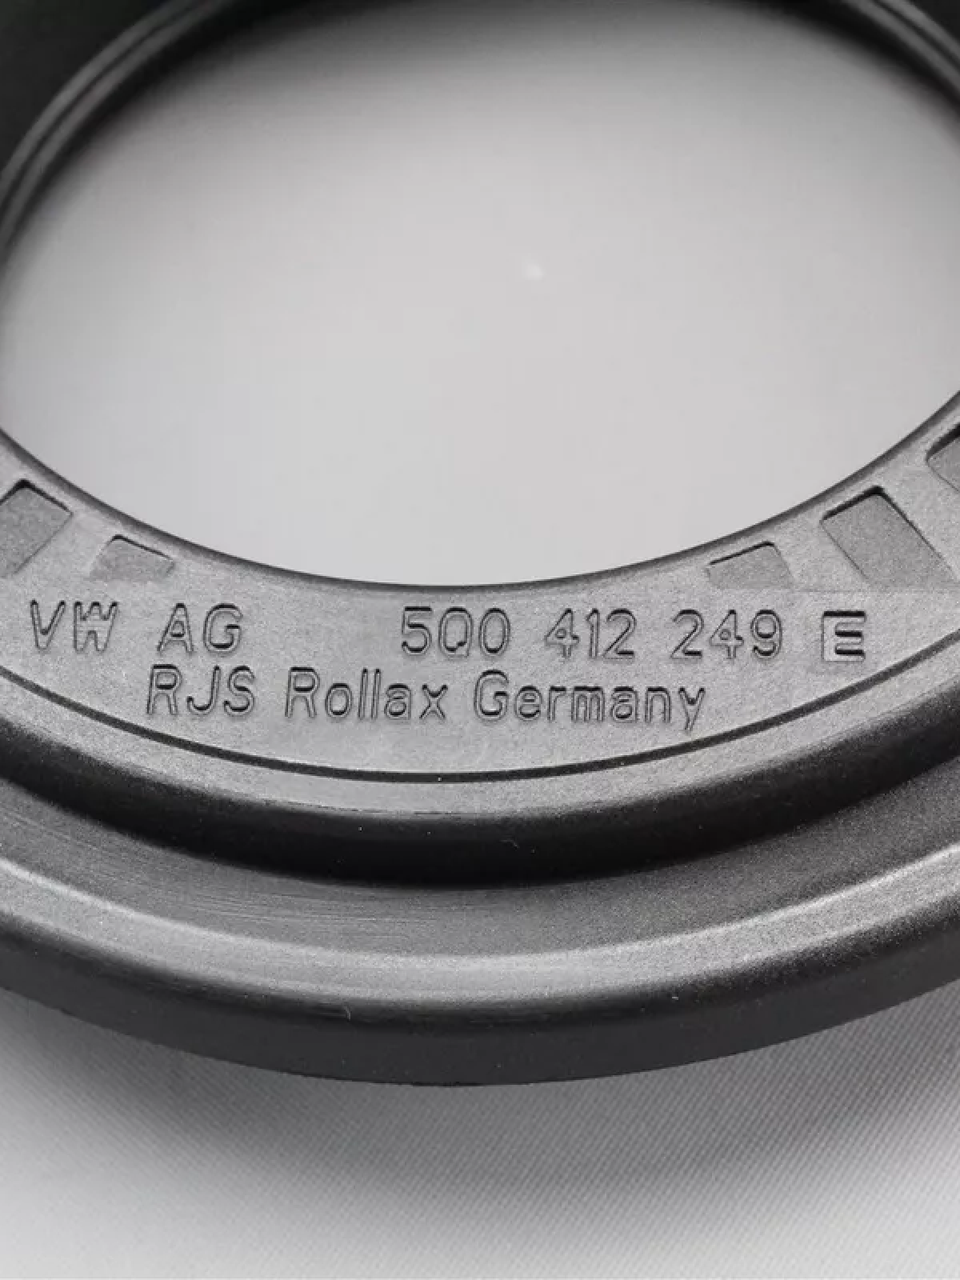 VW AG 5Q0 412 249 E
RJS Rollax Germany